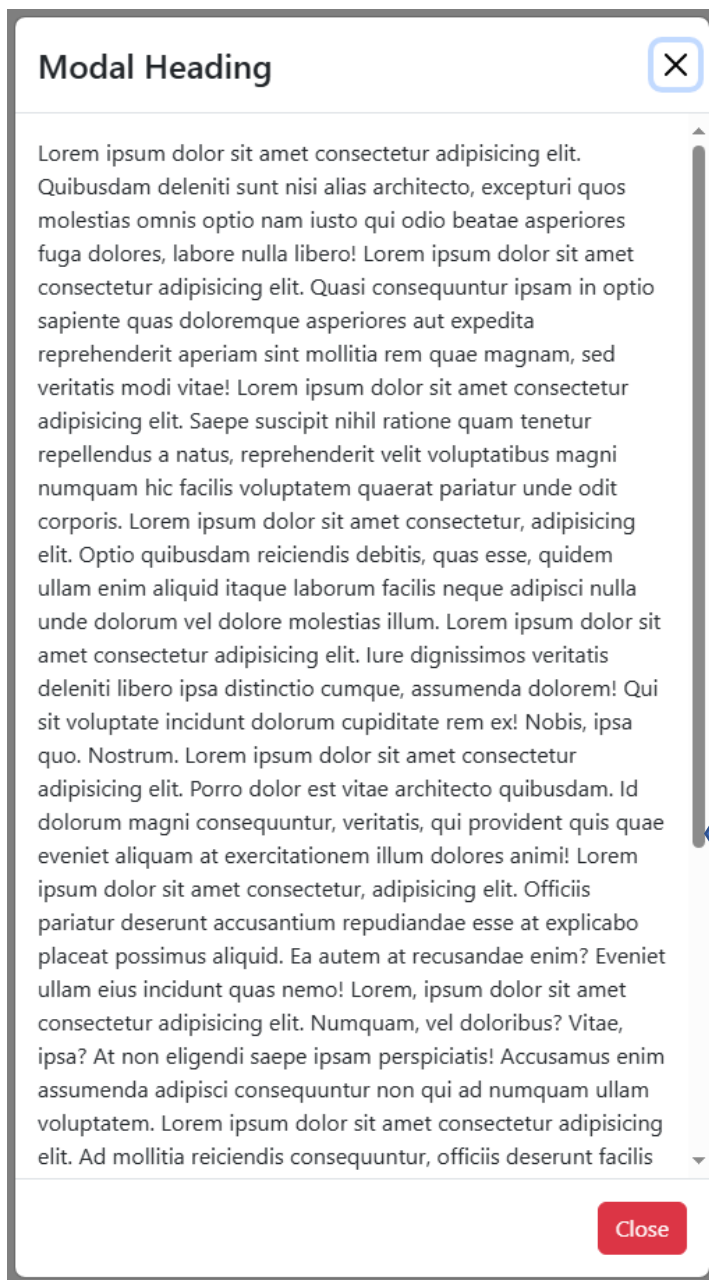 Modal Heading
Lorem ipsum dolor sit amet consectetur adipisicing elit.
Quibusdam deleniti sunt nisi alias architecto, excepturi quos
molestias omnis optio nam iusto qui odio beatae asperiores
fuga dolores, labore nulla libero! Lorem ipsum dolor sit amet
consectetur adipisicing elit. Quasi consequuntur ipsam in optio
sapiente quas doloremque asperiores aut expedita
reprehenderit aperiam sint mollitia rem quae magnam, sed
veritatis modi vitae! Lorem ipsum dolor sit amet consectetur
adipisicing elit. Saepe suscipit nihil ratione quam tenetur
repellendus a natus, reprehenderit velit voluptatibus magni
numquam hic facilis voluptatem quaerat pariatur unde odit
corporis. Lorem ipsum dolor sit amet consectetur, adipisicing
elit. Optio quibusdam reiciendis debitis, quas esse, quidem
ullam enim aliquid itaque laborum facilis neque adipisci nulla
unde dolorum vel dolore molestias illum. Lorem ipsum dolor sit
amet consectetur adipisicing elit. Iure dignissimos veritatis
deleniti libero ipsa distinctio cumque, assumenda dolorem! Qui
sit voluptate incidunt dolorum cupiditate rem ex! Nobis, ipsa
quo. Nostrum. Lorem ipsum dolor sit amet consectetur
adipisicing elit. Porro dolor est vitae architecto quibusdam. Id
dolorum magni consequuntur, veritatis, qui provident quis quae
eveniet aliquam at exercitationem illum dolores animi! Lorem
ipsum dolor sit amet consectetur, adipisicing elit. Officiis
pariatur deserunt accusantium repudiandae esse at explicabo
placeat possimus aliquid. Ea autem at recusandae enim? Eveniet
ullam eius incidunt quas nemo! Lorem, ipsum dolor sit amet
consectetur adipisicing elit. Numquam, vel doloribus? Vitae,
ipsa? At non eligendi saepe ipsam perspiciatis! Accusamus enim
assumenda adipisci consequuntur non qui ad numquam ullam
voluptatem. Lorem ipsum dolor sit amet consectetur adipisicing
elit. Ad mollitia reiciendis consequuntur, officiis deserunt facilis
Close